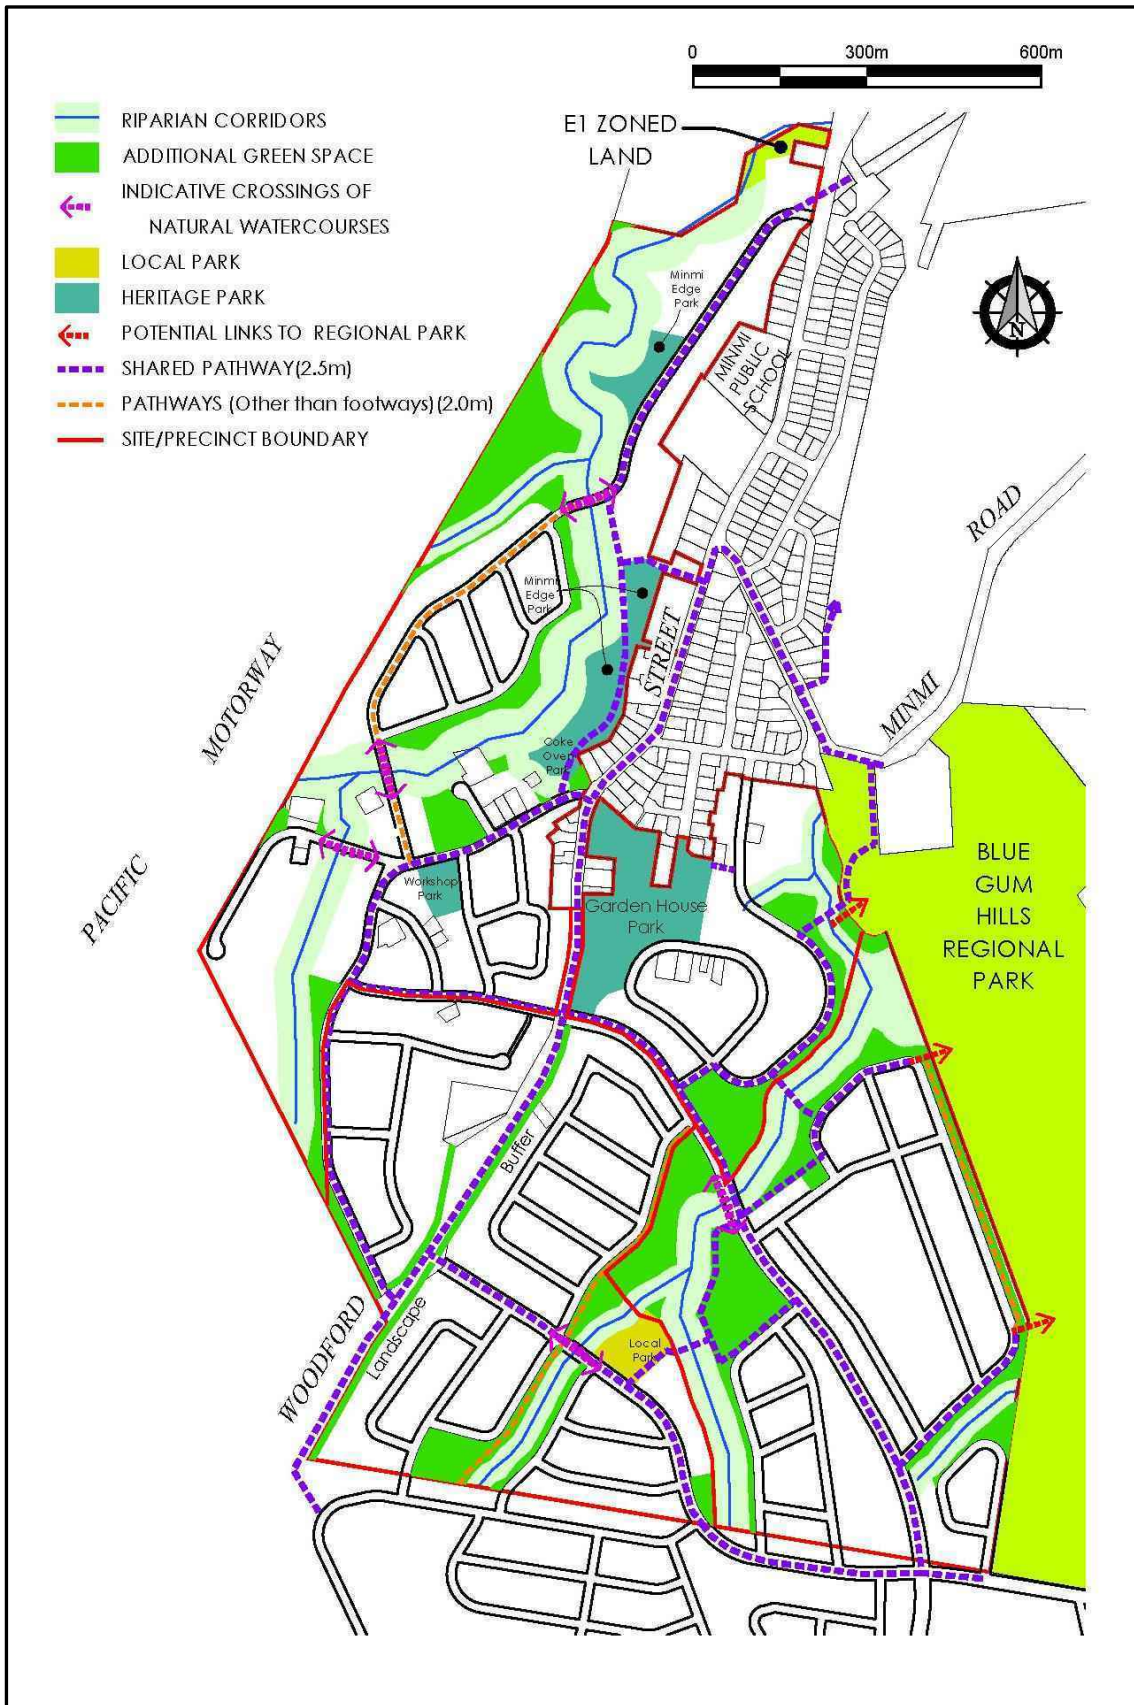 0 300m 600m
RIPARIAN CORRIDORS
ADDITIONAL GREEN SPACE
INDICATIVE CROSSINGS OF
NATURAL WATERCOURSES
LOCAL PARK
HERITAGE PARK
POTENTIAL LINKS TO REGIONAL PARK
SHARED PATHWAY(2.5m)
PATHWAYS (Other than footways)(2.0m)
SITE/PRECINCT BOUNDARY
E1 ZONED
LAND
Minmi
Edge
Park
N
MINMI
PUBLIC
SCHOOL
ROAD
Minmi
Edge
Park
STREET
MOTORWAY
MINMI
Coke
Oven
Park
PACIFIC
BLUE
GUM
HILLS
REGIONAL
PARK
Workshop
Park
Garden House
Park
Buffer
WOODFORD
Landscape
Local
Park